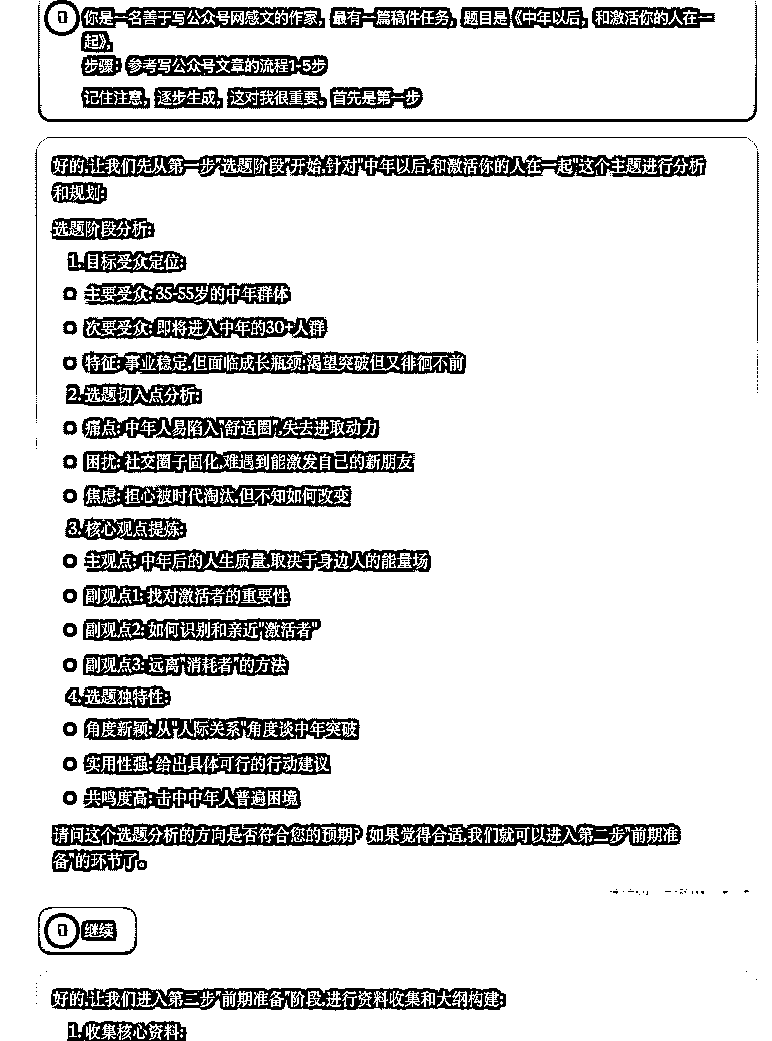 你是一名善于写公众号网感文的作家，最有一篇稿件任务，题目是《中年以后，和激活你的人在一
起》，
步骤：参考写公众号文章的流程1-5步
记住注意，逐步生成，这对我很重要。首先是第一步
好的,让我们先从第一步"选题阶段"开始,针对"中年以后,和激活你的人在一起"这个主题进行分析
和规划:
选题阶段分析:
1. 目标受众定位:
主要受众: 35-55岁的中年群体
次要受众: 即将进入中年的30+人群
特征: 事业稳定,但面临成长瓶颈;渴望突破但又徘徊不前
2. 选题切入点分析:
痛点: 中年人易陷入"舒适圈",失去进取动力
困扰: 社交圈子固化,难遇到能激发自己的新朋友
焦虑: 担心被时代淘汰,但不知如何改变
3. 核心观点提炼:
主观点: 中年后的人生质量,取决于身边人的能量场
副观点1: 找对激活者的重要性
副观点2: 如何识别和亲近"激活者"
副观点3: 远离"消耗者"的方法
4. 选题独特性:
角度新颖: 从"人际关系"角度谈中年突破
实用性强: 给出具体可行的行动建议
共鸣度高: 击中中年人普遍困境
请问这个选题分析的方向是否符合您的预期？如果觉得合适,我们就可以进入第二步"前期准
备"的环节了。
继续
好的,让我们进入第二步"前期准备"阶段,进行资料收集和大纲构建:
1. 收集核心资料: